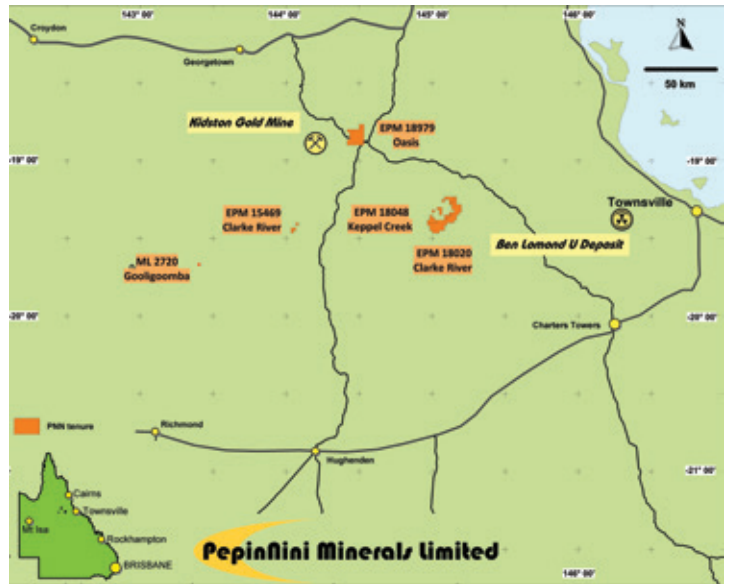 143° 00'
144° 00'
145° 00'
146° 00'
Croydon
Georgetown
N
50 km
Kidston Gold Mine
EPM 18979
Oasis
-19° 00'
-19° 00'
EPM 15469
Clarke River
EPM 18048
Keppel Creek
Townsville
ML 2720
Gooligoomba
EPM 18020
Clarke River
Ben Lomond U Deposit
-20° 00'
-20° 00'
Charters Towers
PNN tenure
Richmond
Hughenden
-21° 00'
Cairns
Townsville
Mt Isa
Rockhampton
BRISBANE
PepinNini Minerals Limited
146° 00'